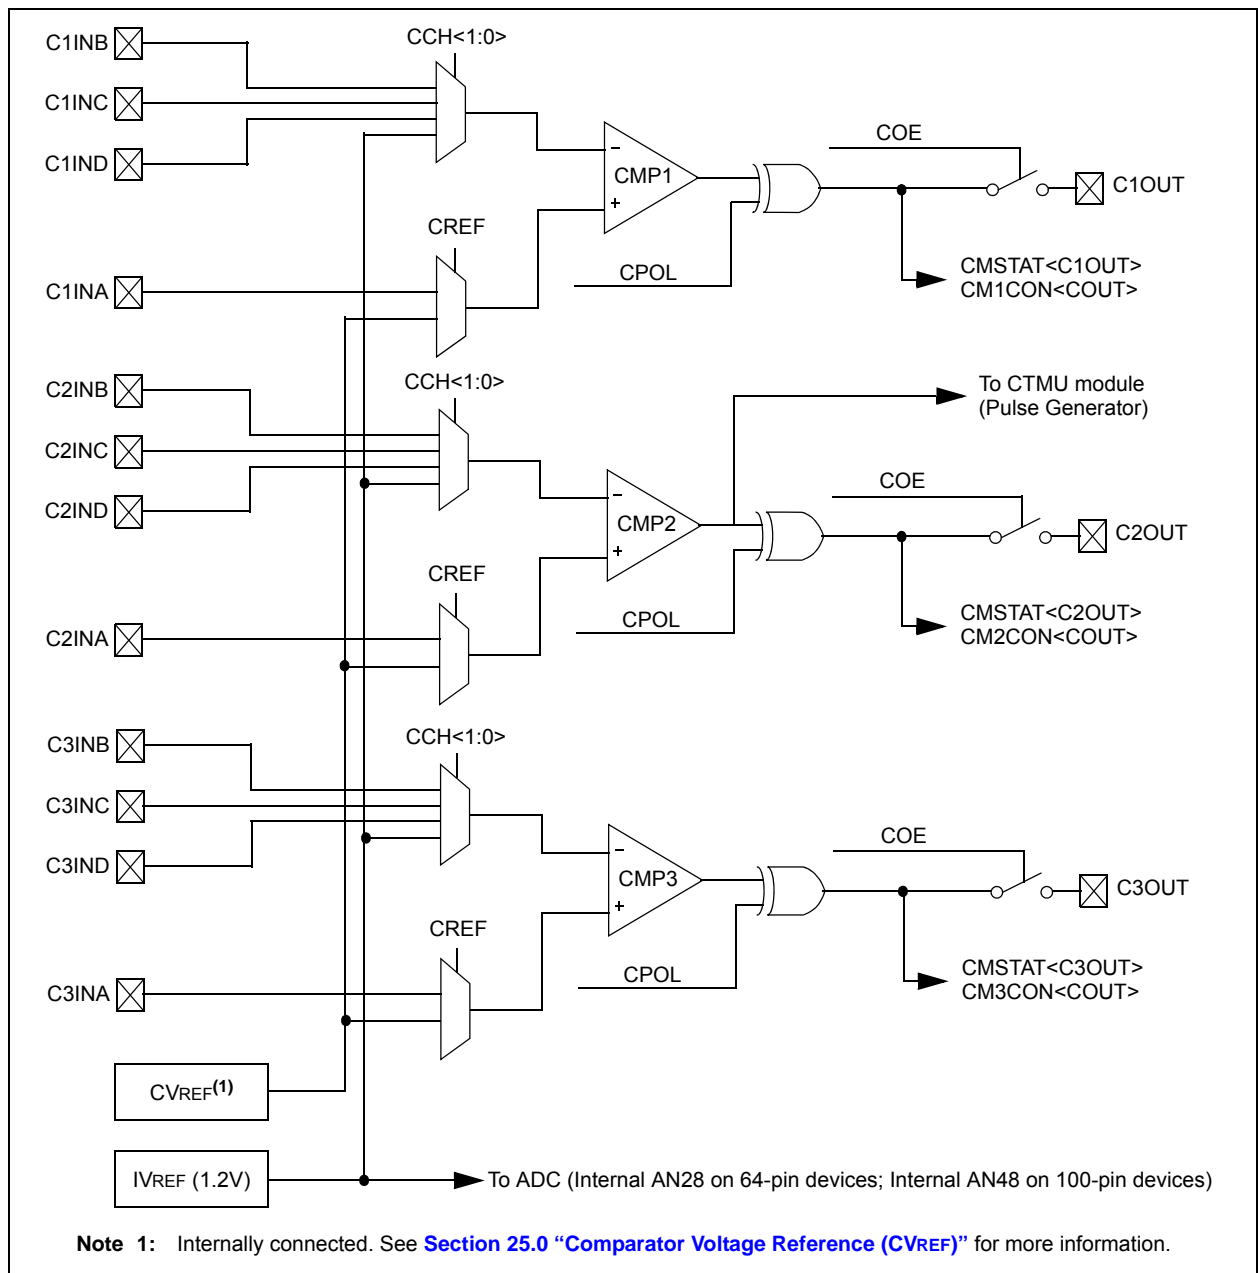 CCH<1:0>
C1INB
C1INC
C1IND
CMP1
−
+
COE
C1OUT
CREF
CPOL
C1INA
CMSTAT<C1OUT>
CM1CON<COUT>
CCH<1:0>
C2INB
C2INC
C2IND
To CTMU module
(Pulse Generator)
CMP2
−
+
COE
C2OUT
CREF
CPOL
C2INA
CMSTAT<C2OUT>
CM2CON<COUT>
CCH<1:0>
C3INB
C3INC
C3IND
CMP3
−
+
COE
C3OUT
CREF
CPOL
C3INA
CMSTAT<C3OUT>
CM3CON<COUT>
CVREF(1)
IVREF (1.2V)
To ADC (Internal AN28 on 64-pin devices; Internal AN48 on 100-pin devices)
Note 1: Internally connected. See Section 25.0 “Comparator Voltage Reference (CVREF)” for more information.